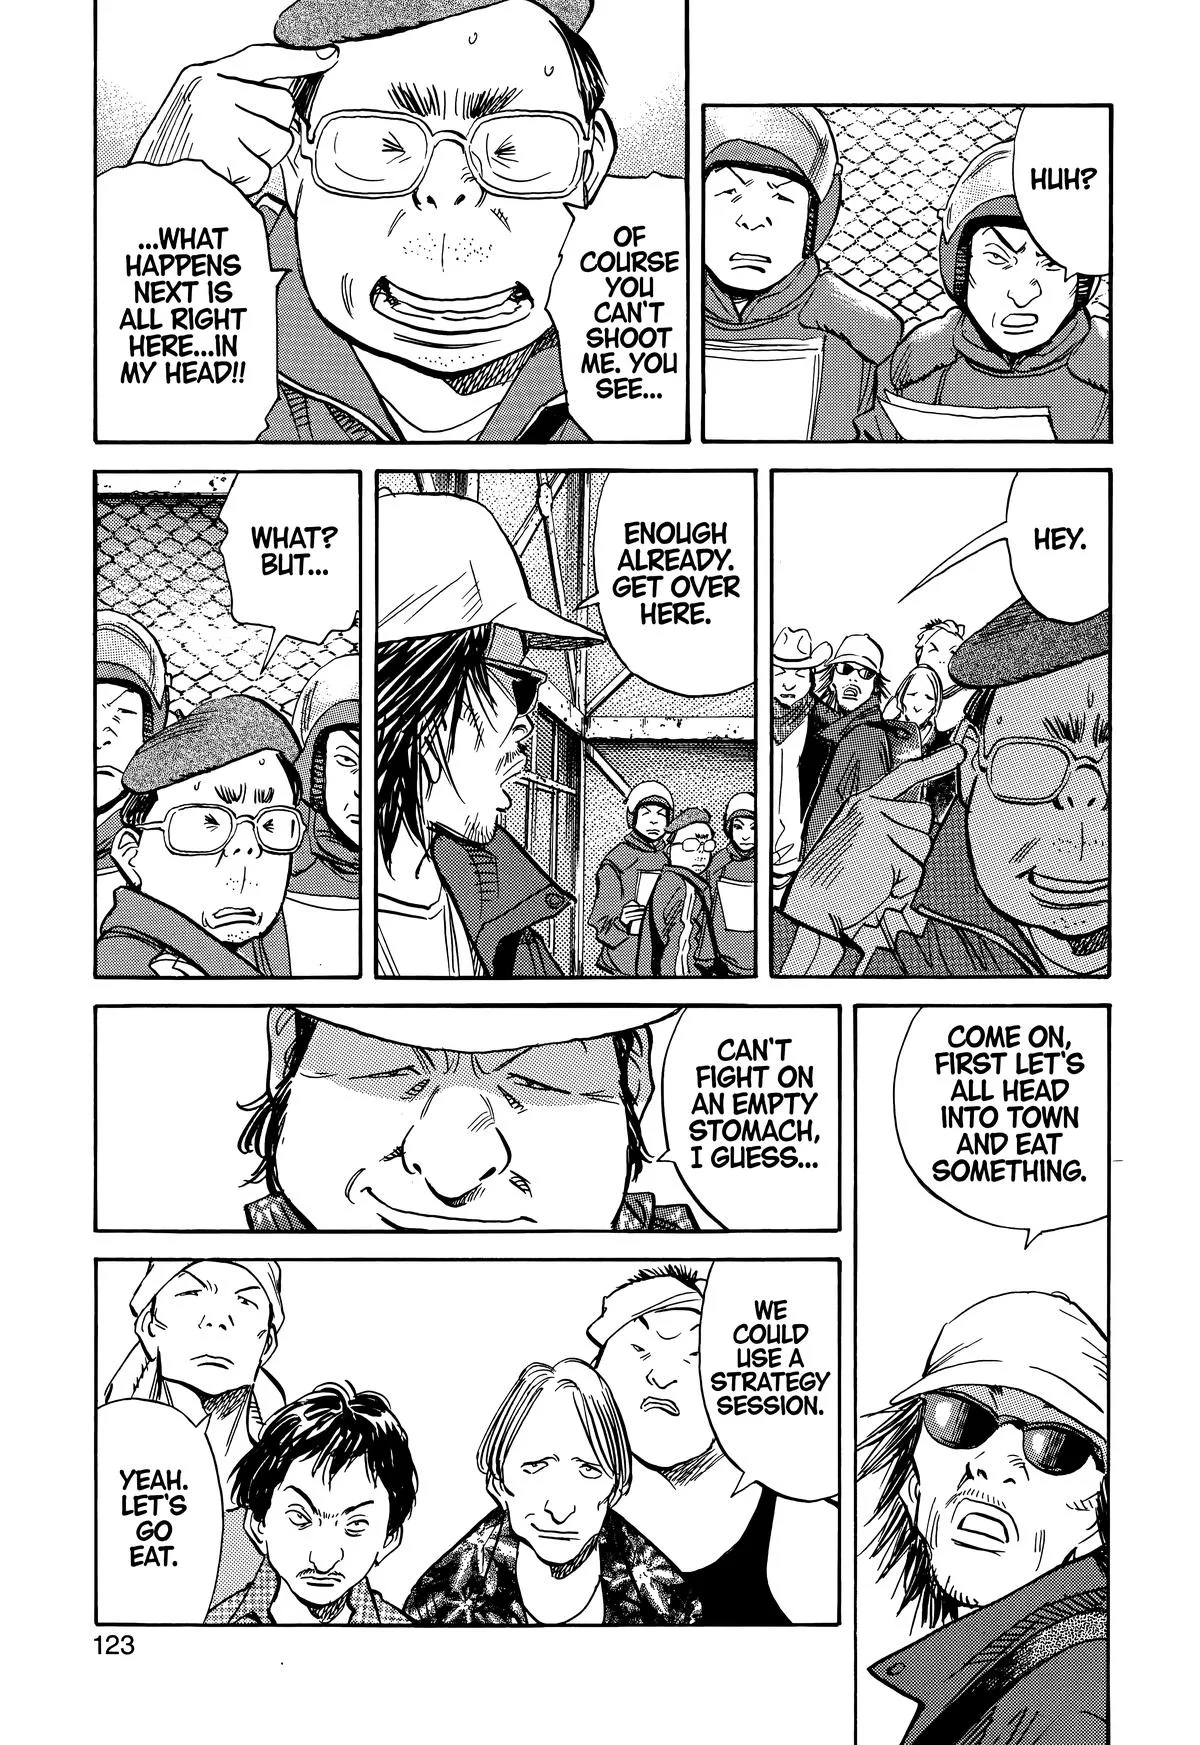 HUH?
OF
COURSE
YOU
CAN'T
SHOOT
ME. YOU
SEE...
...WHAT
HAPPENS
NEXT IS
ALL RIGHT
HERE...IN
MY HEAD!!
HEY.
ENOUGH
ALREADY.
GET OVER
HERE.
WHAT?
BUT...
COME ON,
FIRST LET'S
ALL HEAD
INTO TOWN
AND EAT
SOMETHING.
CAN'T
FIGHT ON
AN EMPTY
STOMACH,
I GUESS...
WE
COULD
USE A
STRATEGY
SESSION.
YEAH.
LET'S
GO
EAT.
123